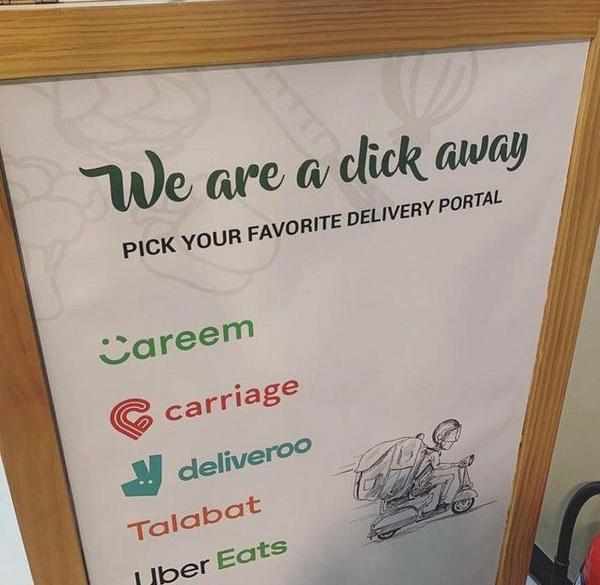 We are a click away
PICK YOUR FAVORITE DELIVERY PORTAL
Careem
carriage
deliveroo
Talabat
Uber Eats